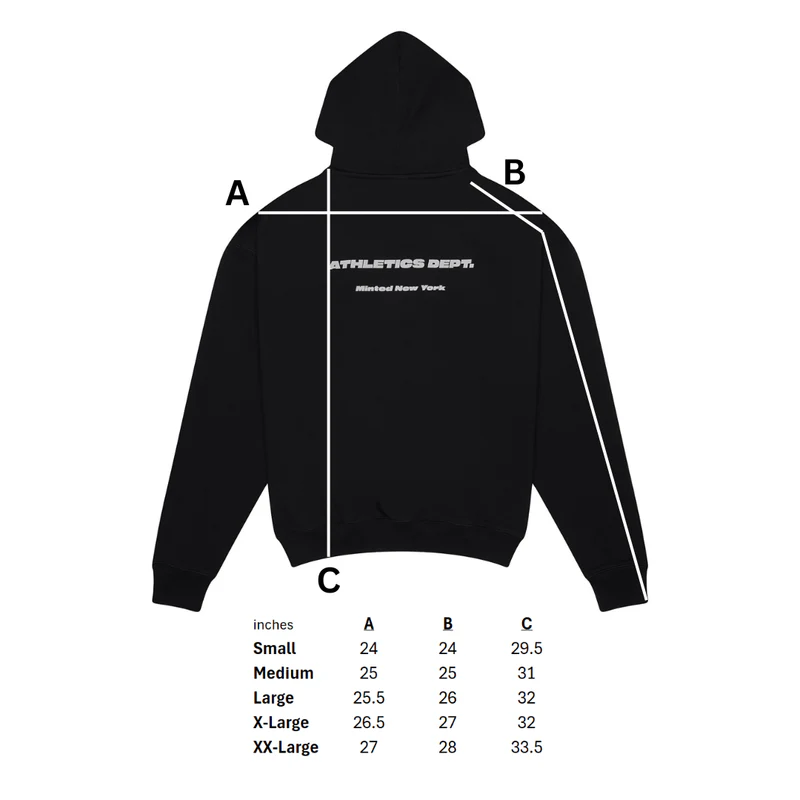 B
A
ATHLETICS DEPT.
Minted New York
C
inches A B C
Small 24 24 29.5
Medium 25 25 31
Large 25.5 26 32
X-Large 26.5 27 32
XX-Large 27 28 33.5